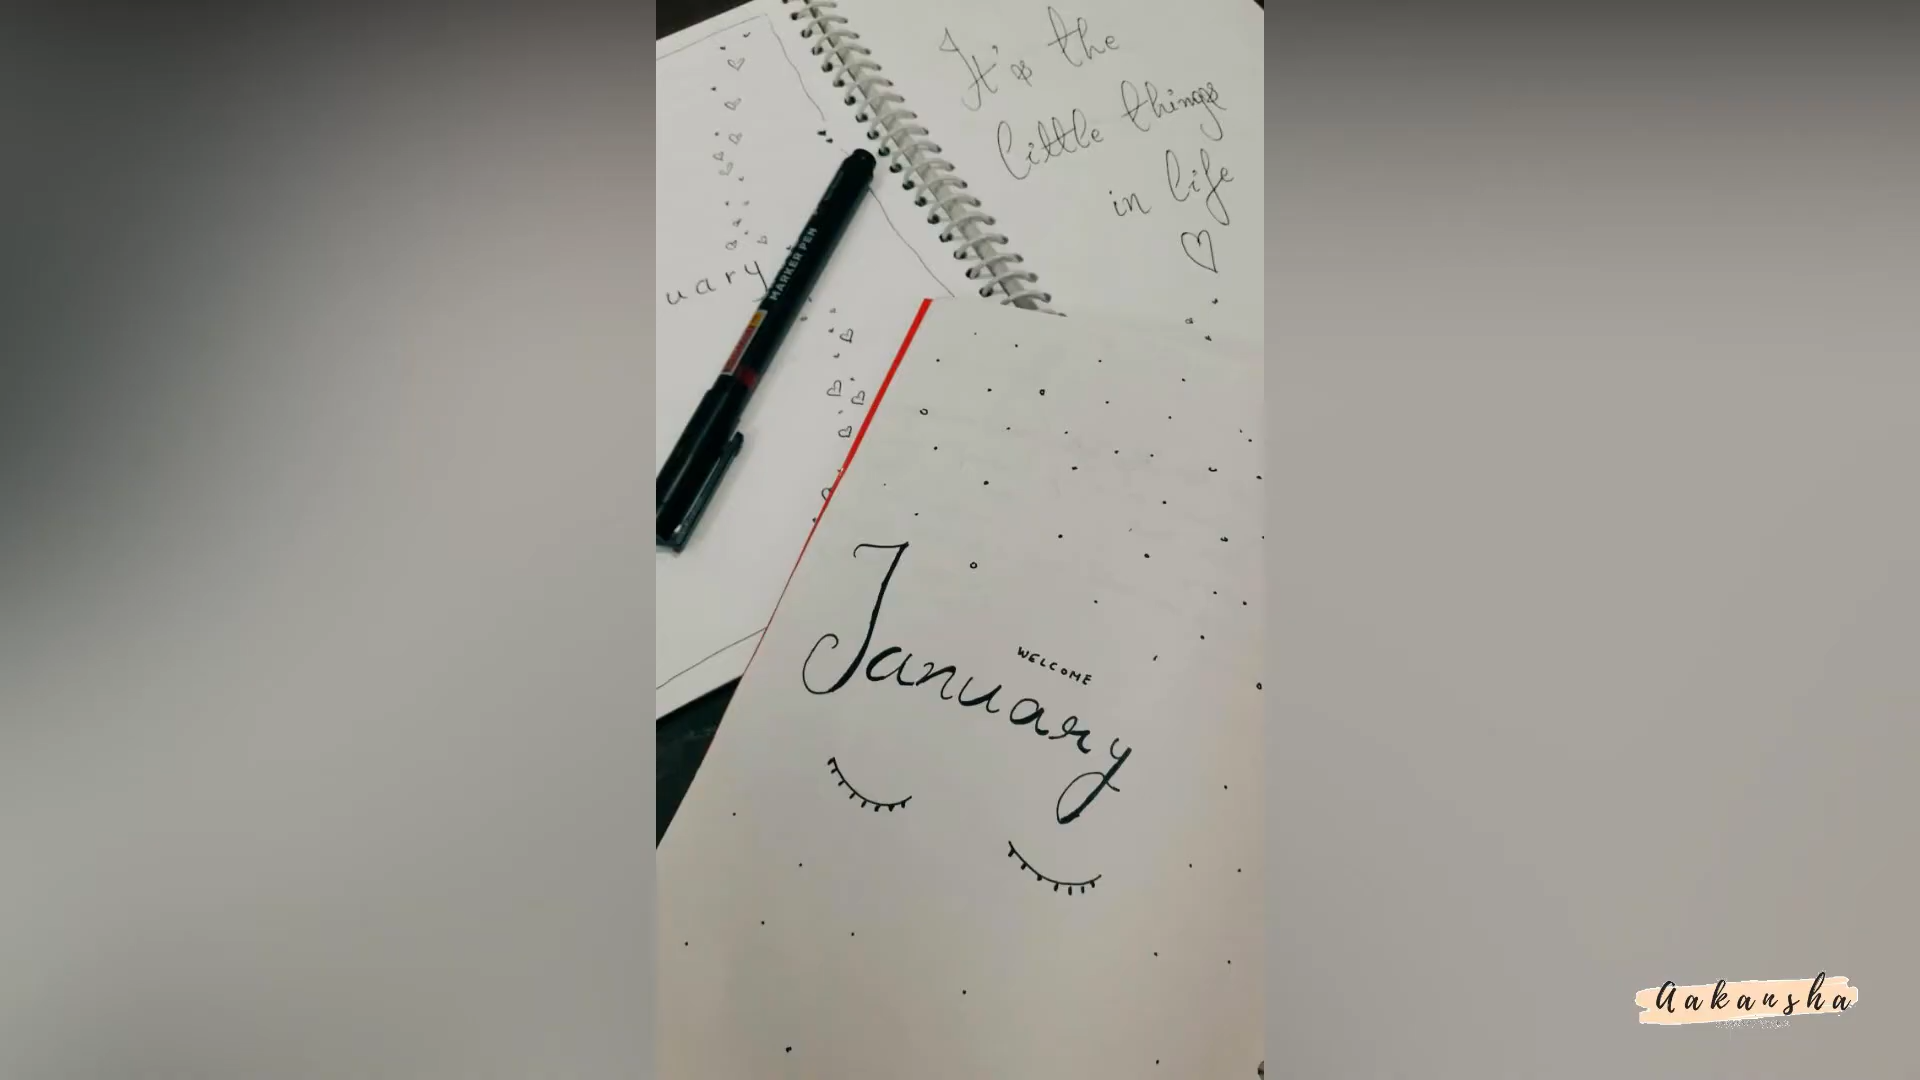 It's the
little things
in life
uary
MARKER PEN
WELCOME
January
Aakansha